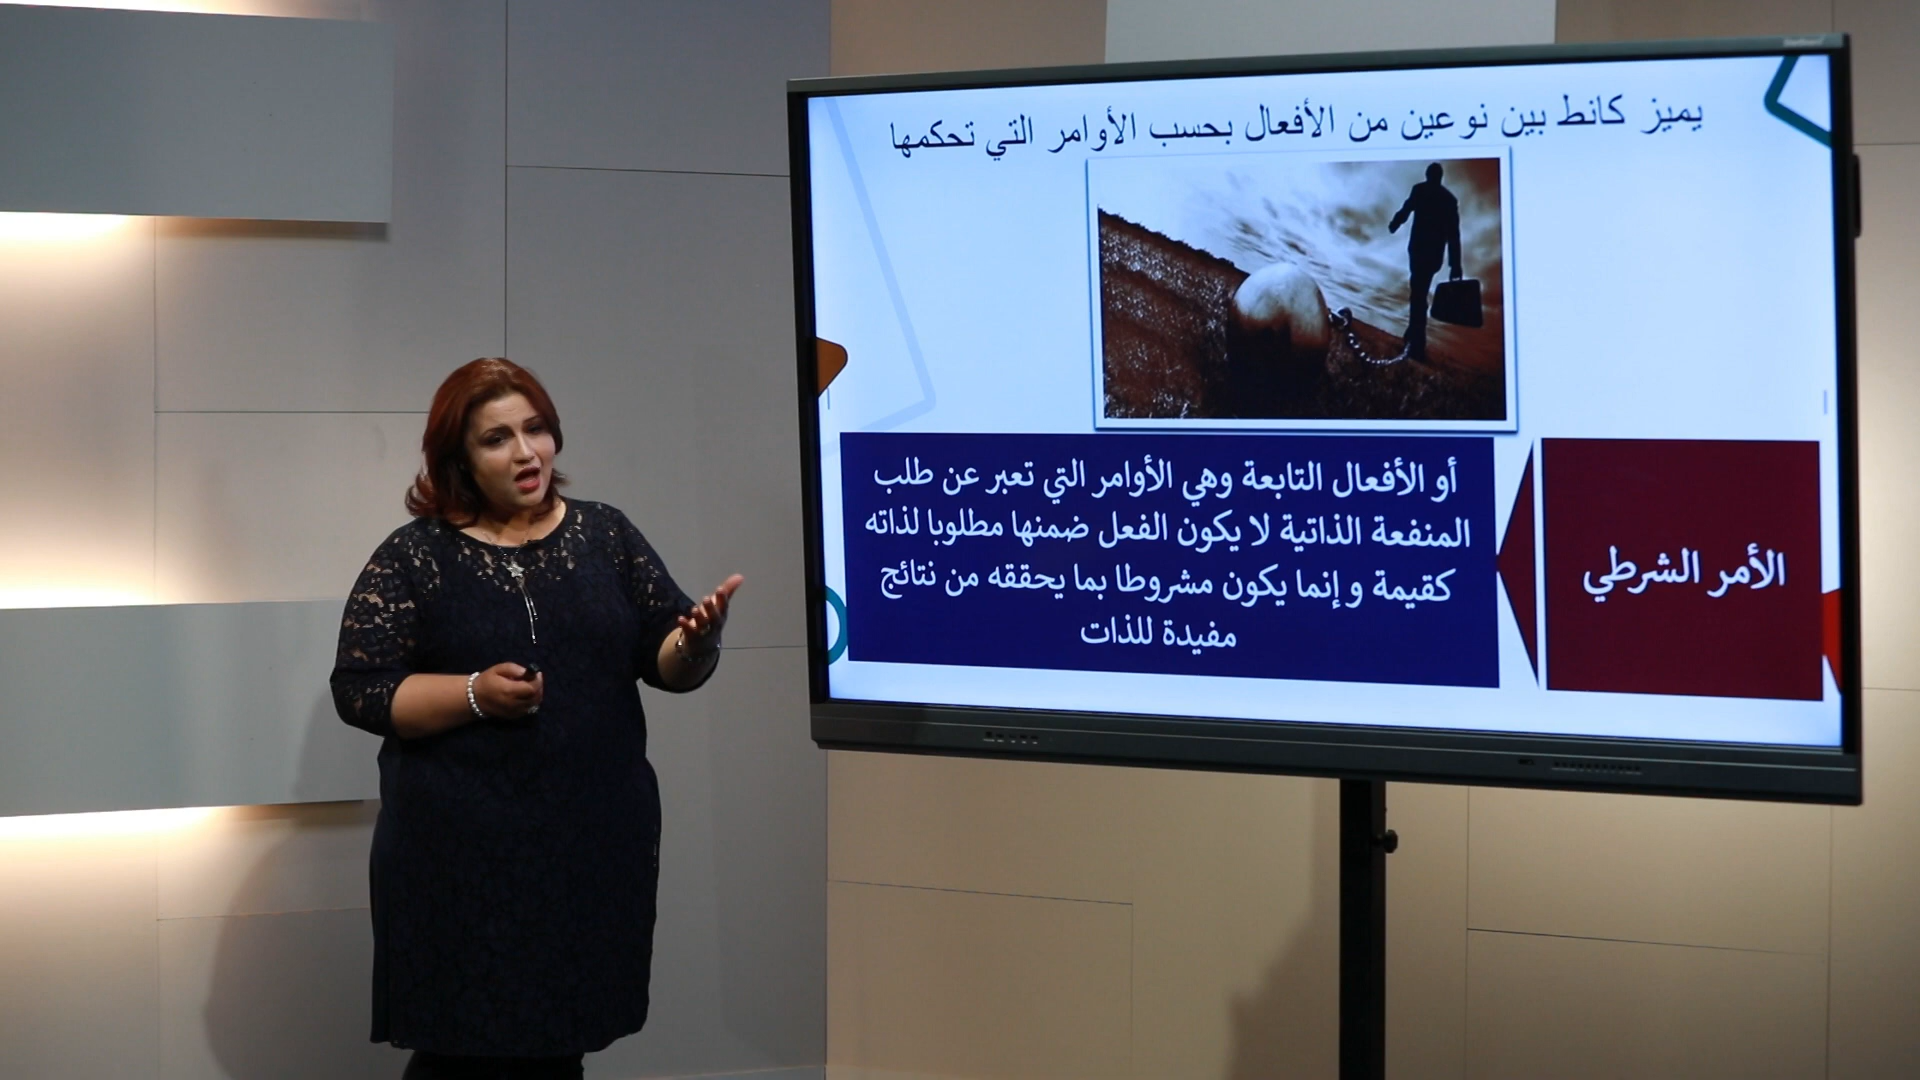 يميز كانط بين نوعين من الأفعال بحسب الأوامر التي تحكمها
الأمر الشرطي
أو الأفعال التابعة وهي الأوامر التي تعبر عن طلب
المنفعة الذاتية لا يكون الفعل ضمنها مطلوبا لذاته
كقيمة و إنما يكون مشروطا بما يحققه من نتائج
مفيدة للذات